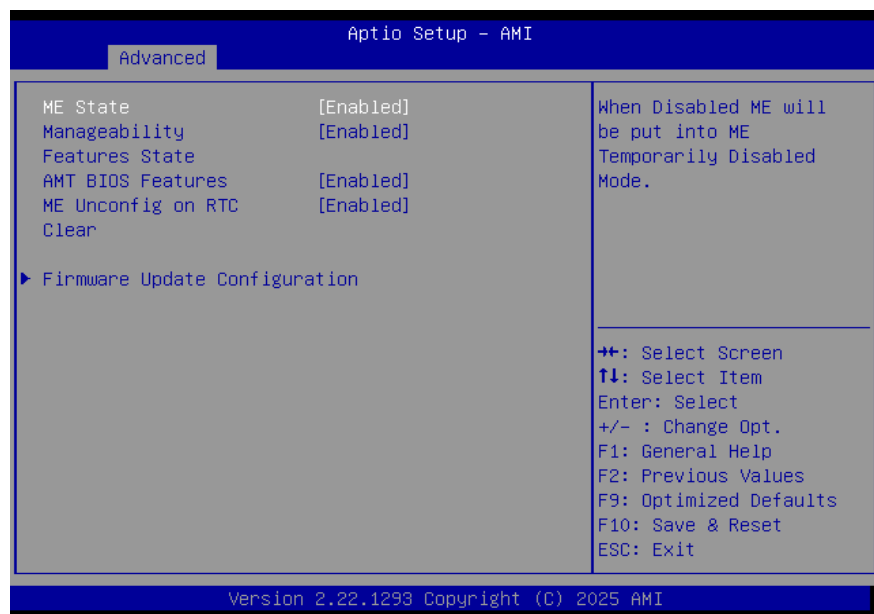 Aptio Setup – AMI
Advanced
ME State [Enabled]
Manageability [Enabled]
Features State
AMT BIOS Features [Enabled]
ME Unconfig on RTC [Enabled]
Clear
▶ Firmware Update Configuration
When Disabled ME will
be put into ME
Temporarily Disabled
Mode.
→←: Select Screen
↑↓: Select Item
Enter: Select
+/- : Change Opt.
F1: General Help
F2: Previous Values
F9: Optimized Defaults
F10: Save & Reset
ESC: Exit
Version 2.22.1293 Copyright (C) 2025 AMI